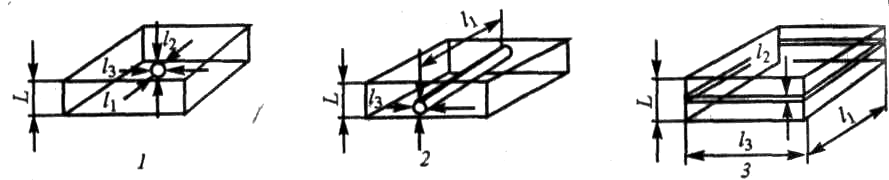 L l₃ l₂ l₁
1
L l₃ l₁
2
L l₂ l₃ l₁
3